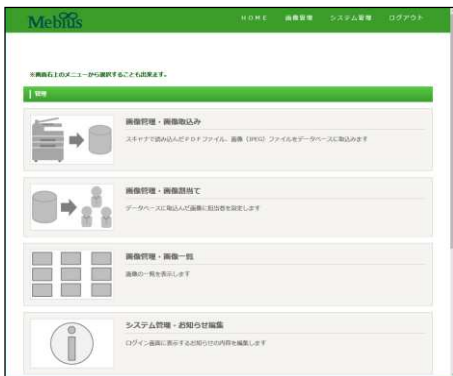 Mebius
HOME 画像管理 システム管理 ログアウト
※画面右上のメニューから選択することも出来ます。
管理
画像管理・画像取込み
スキャナで読み込んだPDFファイル、画像（JPEG）ファイルをデータベースに取込みます
画像管理・画像割当て
データベースに取込んだ画像に担当者を設定します
画像管理・画像一覧
画像の一覧を表示します
システム管理・お知らせ編集
ログイン画面に表示するお知らせの内容を編集します